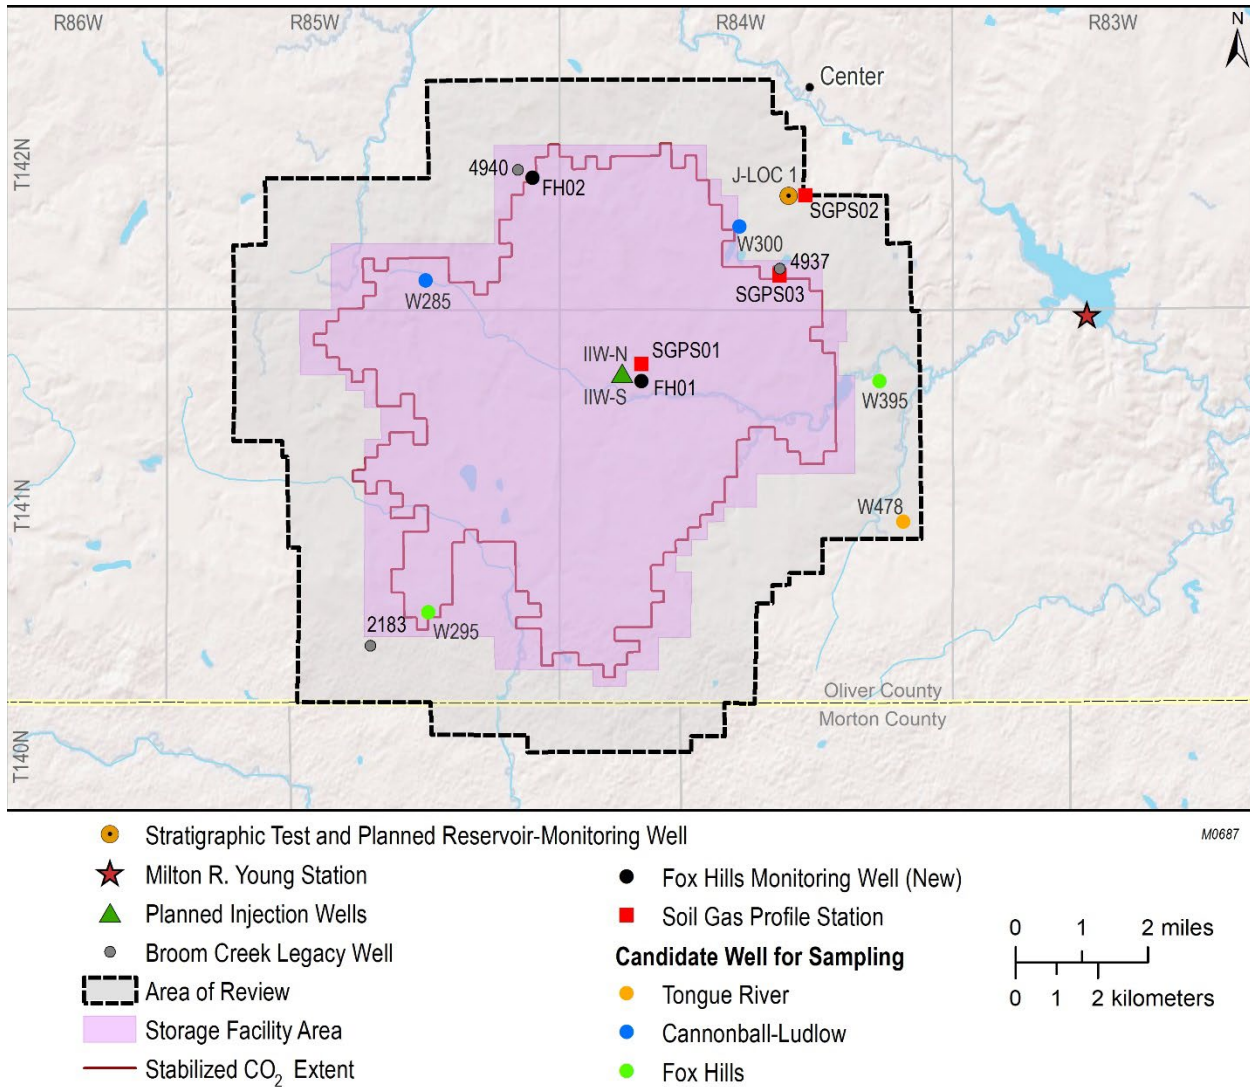 R86W
R85W
R84W
R83W
N
Center
T142N
4940
FH02
J-LOC 1
SGPS02
W300
4937
SGPS03
W285
IIW-N
SGPS01
IIW-S
FH01
W395
T141N
W478
2183
W295
Oliver County
Morton County
T140N
M0687
Stratigraphic Test and Planned Reservoir-Monitoring Well
Milton R. Young Station
Planned Injection Wells
Broom Creek Legacy Well
Area of Review
Storage Facility Area
Stabilized CO₂ Extent
Fox Hills Monitoring Well (New)
Soil Gas Profile Station
Candidate Well for Sampling
Tongue River
Cannonball-Ludlow
Fox Hills
0 1 2 miles
0 1 2 kilometers